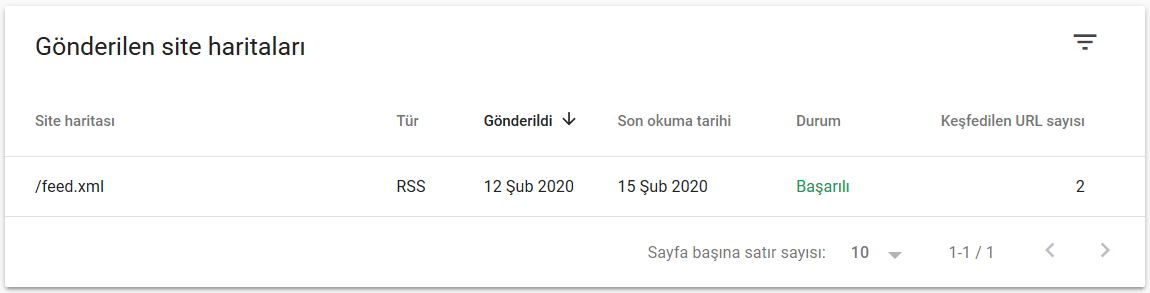 Gönderilen site haritaları
Site haritası Tür Gönderildi Son okuma tarihi Durum Keşfedilen URL sayısı
/feed.xml RSS 12 Şub 2020 15 Şub 2020 Başarılı 2
Sayfa başına satır sayısı: 10 1-1 / 1